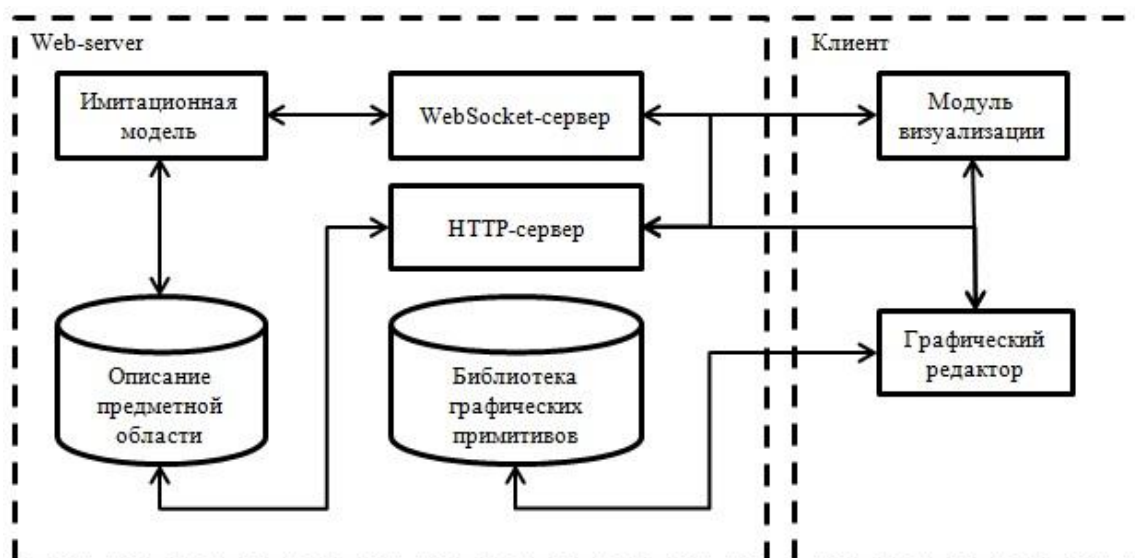 Web-server
Клиент
Имитационная
модель
WebSocket-сервер
Модуль
визуализации
HTTP-сервер
Графический
редактор
Описание
предметной
области
Библиотека
графических
примитивов